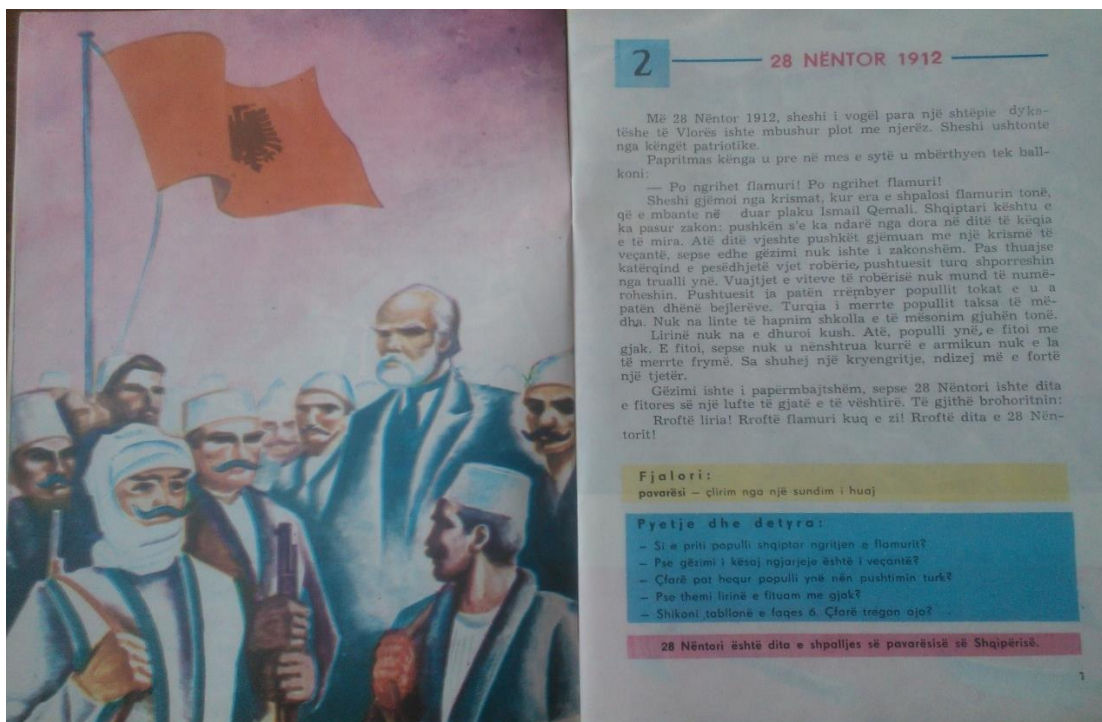 2
28 NËNTOR 1912
Më 28 Nëntor 1912, sheshi i vogël para një shtëpie dyka-
tëshe të Vlorës ishte mbushur plot me njerëz. Sheshi ushtonte
nga këngët patriotike.
Papritmas kënga u pre në mes e sytë u mbërthyen tek ball-
koni:
— Po ngrihet flamuri! Po ngrihet flamuri!
Sheshi gjëmoi nga krismat, kur era e shpalosi flamurin tonë,
që e mbante në duar plaku Ismail Qemali. Shqiptari kështu e
ka pasur zakon: pushkën s'e ka ndarë nga dora në ditë të këqia
e të mira. Atë ditë vjeshte pushkët gjëmuan me një krismë të
veçantë, sepse edhe gëzimi nuk ishte i zakonshëm. Pas thuajse
katërqind e pesëdhjetë vjet robërie, pushtuesit turq shporreshin
nga trualli ynë. Vuajtjet e viteve të robërisë nuk mund të numë-
roheshin. Pushtuesit ja patën rrëmbyer popullit tokat e u a
patën dhënë bejlerëve. Turqia i merrte popullit taksa të më-
dha. Nuk na linte të hapnim shkolla e të mësonim gjuhën tonë.
Lirinë nuk na e dhuroi kush. Atë, populli ynë, e fitoi me
gjak. E fitoi, sepse nuk u nënshtrua kurrë e armikun nuk e la
të merrte frymë. Sa shuhej një kryengritje, ndizej më e fortë
një tjetër.
Gëzimi ishte i papërmbajtshëm, sepse 28 Nëntori ishte dita
e fitores së një lufte të gjatë e të vështirë. Të gjithë brohoritnin:
Rroftë liria! Rroftë flamuri kuq e zi! Rroftë dita e 28 Nën-
torit!
Fjalori:
pavarësi — çlirim nga një sundim i huaj
Pyetje dhe detyra:
— Si e priti populli shqiptar ngritjen e flamurit?
— Pse gëzimi i kësaj ngjarjeje është i veçantë?
— Çfarë pat hequr populli ynë nën pushtimin turk?
— Pse themi lirinë e fituam me gjak?
— Shikoni tabllonë e faqes 6. Çfarë tregon ajo?
28 Nëntori është dita e shpalljes së pavarësisë së Shqipërisë.
7